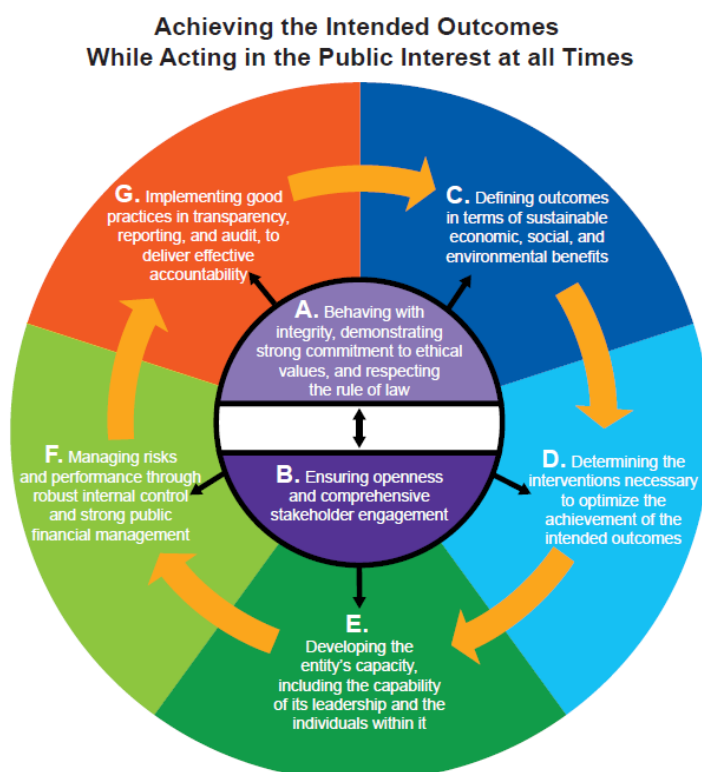 Achieving the Intended Outcomes
While Acting in the Public Interest at all Times
A. Behaving with
integrity, demonstrating
strong commitment to ethical
values, and respecting
the rule of law
B. Ensuring openness
and comprehensive
stakeholder engagement
C. Defining outcomes
in terms of sustainable
economic, social, and
environmental benefits
D. Determining the
interventions necessary
to optimize the
achievement of the
intended outcomes
E.
Developing the
entity's capacity,
including the capability
of its leadership and the
individuals within it
F. Managing risks
and performance through
robust internal control
and strong public
financial management
G. Implementing good
practices in transparency,
reporting, and audit, to
deliver effective
accountability